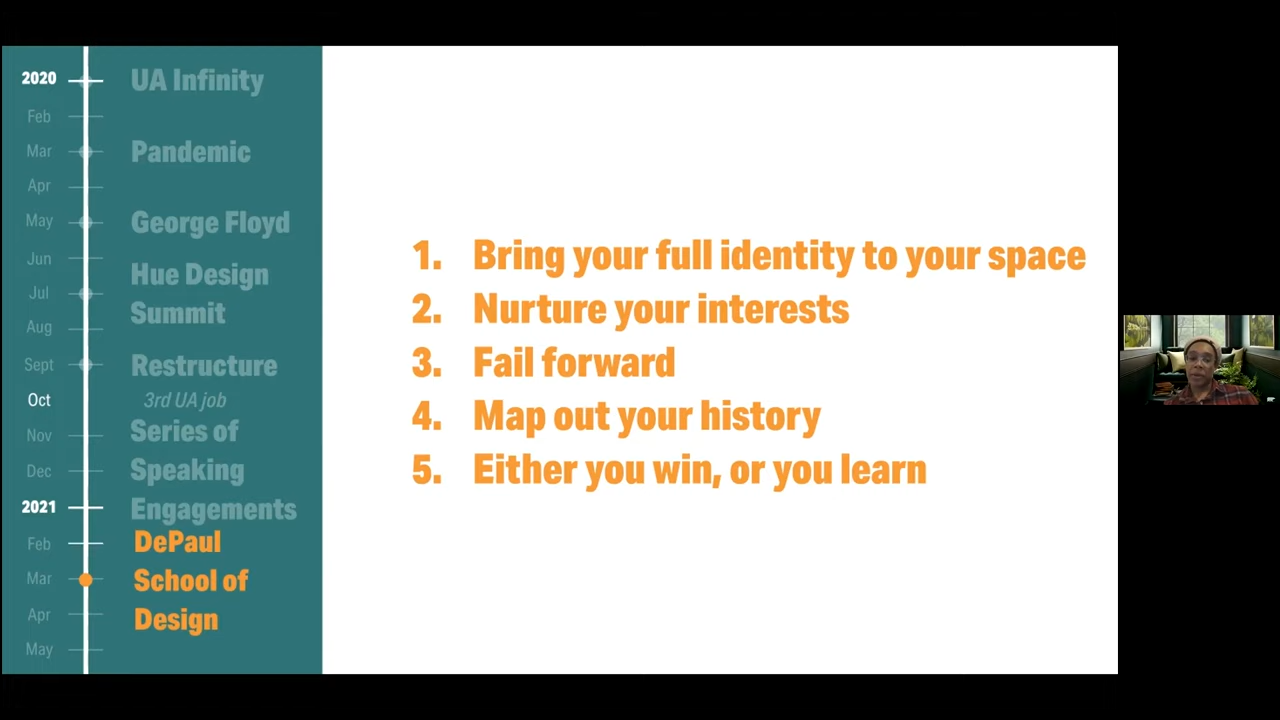 2020
UA Infinity
Feb
Mar
Pandemic
Apr
May
George Floyd
Jun
Hue Design
Jul
Summit
Aug
Sept
Restructure
Oct
3rd UA job
Nov
Series of
Dec
Speaking
2021
Engagements
Feb
DePaul
Mar
School of
Apr
Design
May
1. Bring your full identity to your space
2. Nurture your interests
3. Fail forward
4. Map out your history
5. Either you win, or you learn